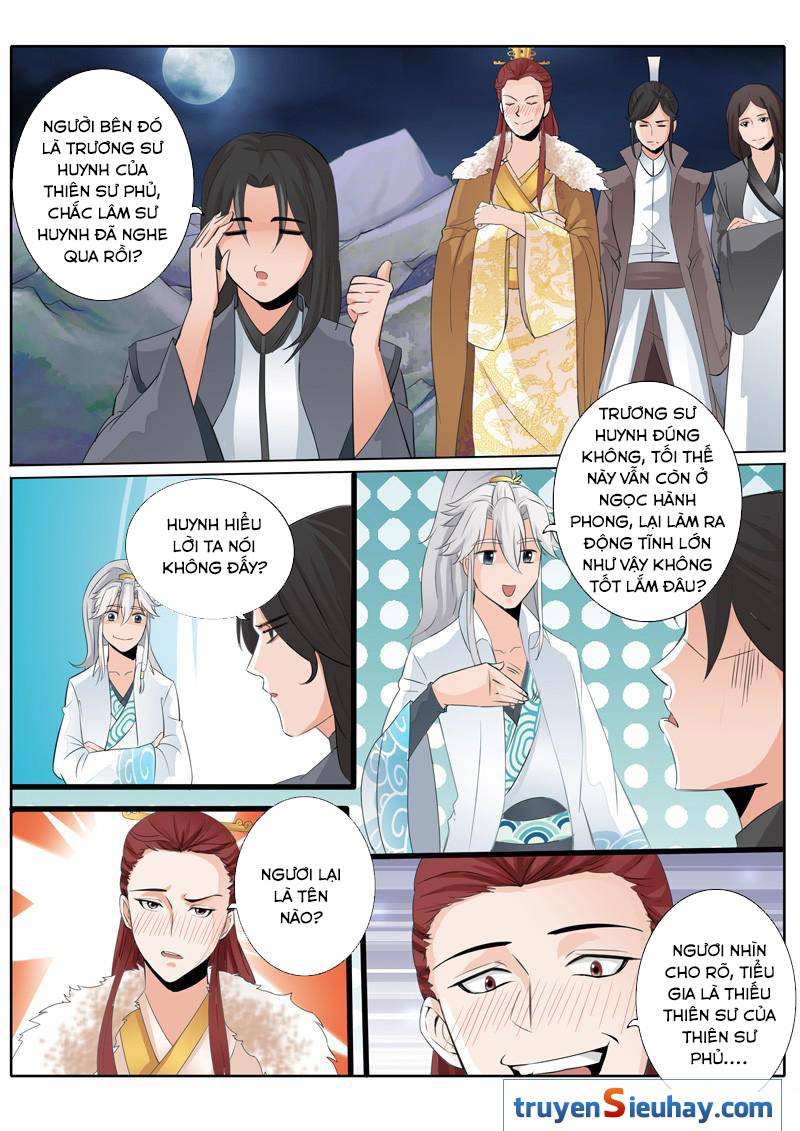 NGƯỜI BÊN ĐÓ
LÀ TRƯƠNG SƯ
HUYNH CỦA
THIÊN SƯ PHỦ,
CHẮC LÂM SƯ
HUYNH ĐÃ NGHE
QUA RỒI?
HUYNH HIỂU
LỜI TA NÓI
KHÔNG ĐẤY?
TRƯƠNG SƯ
HUYNH ĐÚNG
KHÔNG, TỐI THẾ
NÀY VẪN CÒN Ở
NGỌC HÀNH
PHONG, LẠI LÀM RA
ĐỘNG TĨNH LỚN
NHƯ VẬY KHÔNG
TỐT LẮM ĐÂU?
NGƯƠI LẠI
LÀ TÊN
NÀO?
NGƯƠI NHÌN
CHO RÕ, TIỂU
GIA LÀ THIẾU
THIÊN SƯ CỦA
THIÊN SƯ
PHỦ....
truyenSieuhay.com